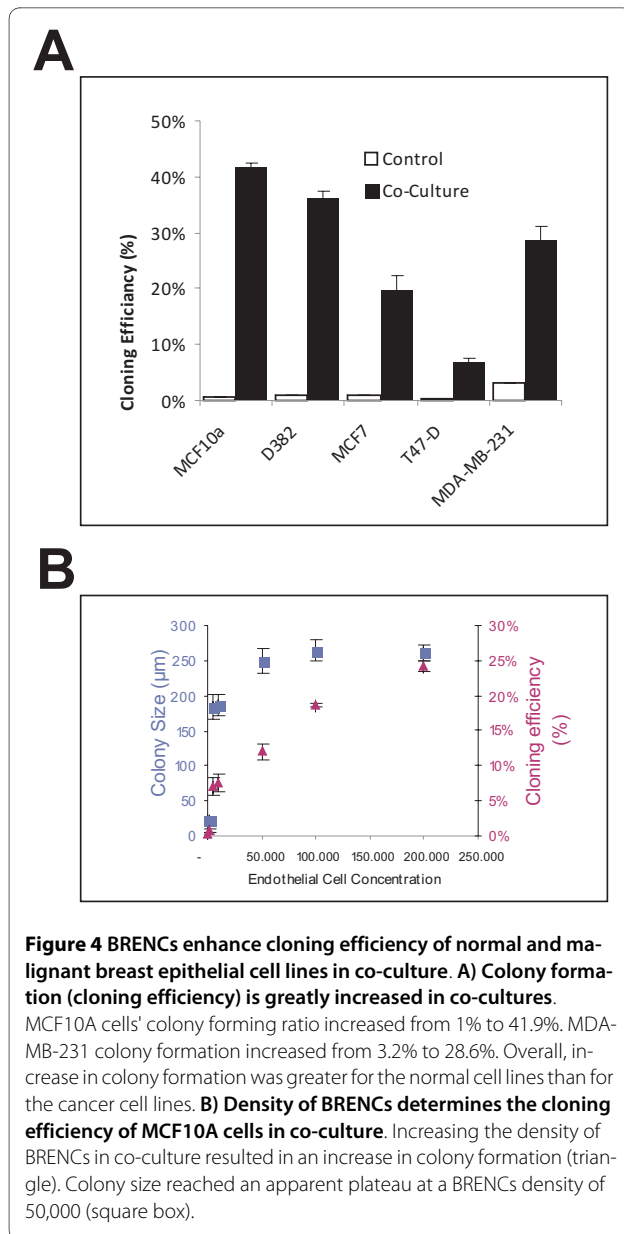 A
50%
40%
30%
20%
10%
0%
Cloning Efficiancy (%)
Control
Co-Culture
MCF10a
D382
MCF7
T47-D
MDA-MB-231
B
300
250
200
150
100
50
0
Colony Size (µm)
30%
25%
20%
15%
10%
5%
0%
Cloning efficiency
(%)
-
50.000
100.000
150.000
200.000
250.000
Endothelial Cell Concentration
Figure 4 BRENCs enhance cloning efficiency of normal and ma-
lignant breast epithelial cell lines in co-culture. A) Colony forma-
tion (cloning efficiency) is greatly increased in co-cultures.
MCF10A cells' colony forming ratio increased from 1% to 41.9%. MDA-
MB-231 colony formation increased from 3.2% to 28.6%. Overall, in-
crease in colony formation was greater for the normal cell lines than for
the cancer cell lines. B) Density of BRENCs determines the cloning
efficiency of MCF10A cells in co-culture. Increasing the density of
BRENCs in co-culture resulted in an increase in colony formation (trian-
gle). Colony size reached an apparent plateau at a BRENCs density of
50,000 (square box).